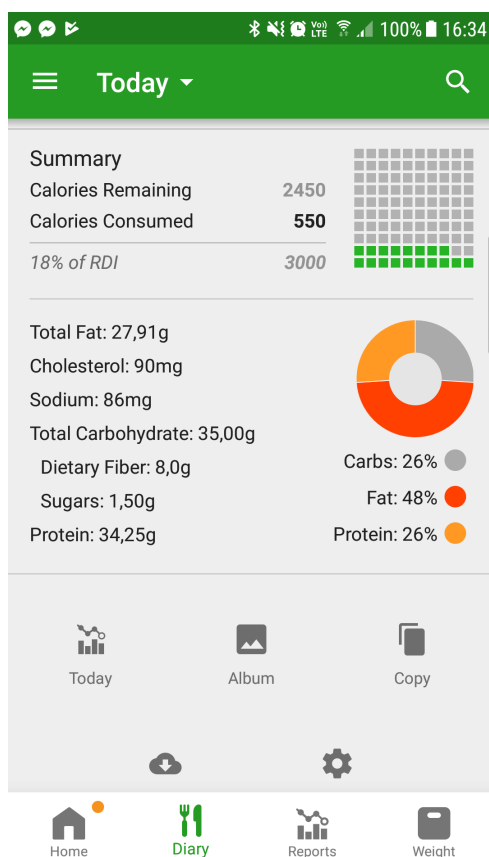 Vo))
LTE
100%
16:34
Today
Summary
Calories Remaining 2450
Calories Consumed 550
18% of RDI 3000
Total Fat: 27,91g
Cholesterol: 90mg
Sodium: 86mg
Total Carbohydrate: 35,00g
Dietary Fiber: 8,0g
Sugars: 1,50g
Protein: 34,25g
Carbs: 26%
Fat: 48%
Protein: 26%
Today
Album
Copy
Home
Diary
Reports
Weight